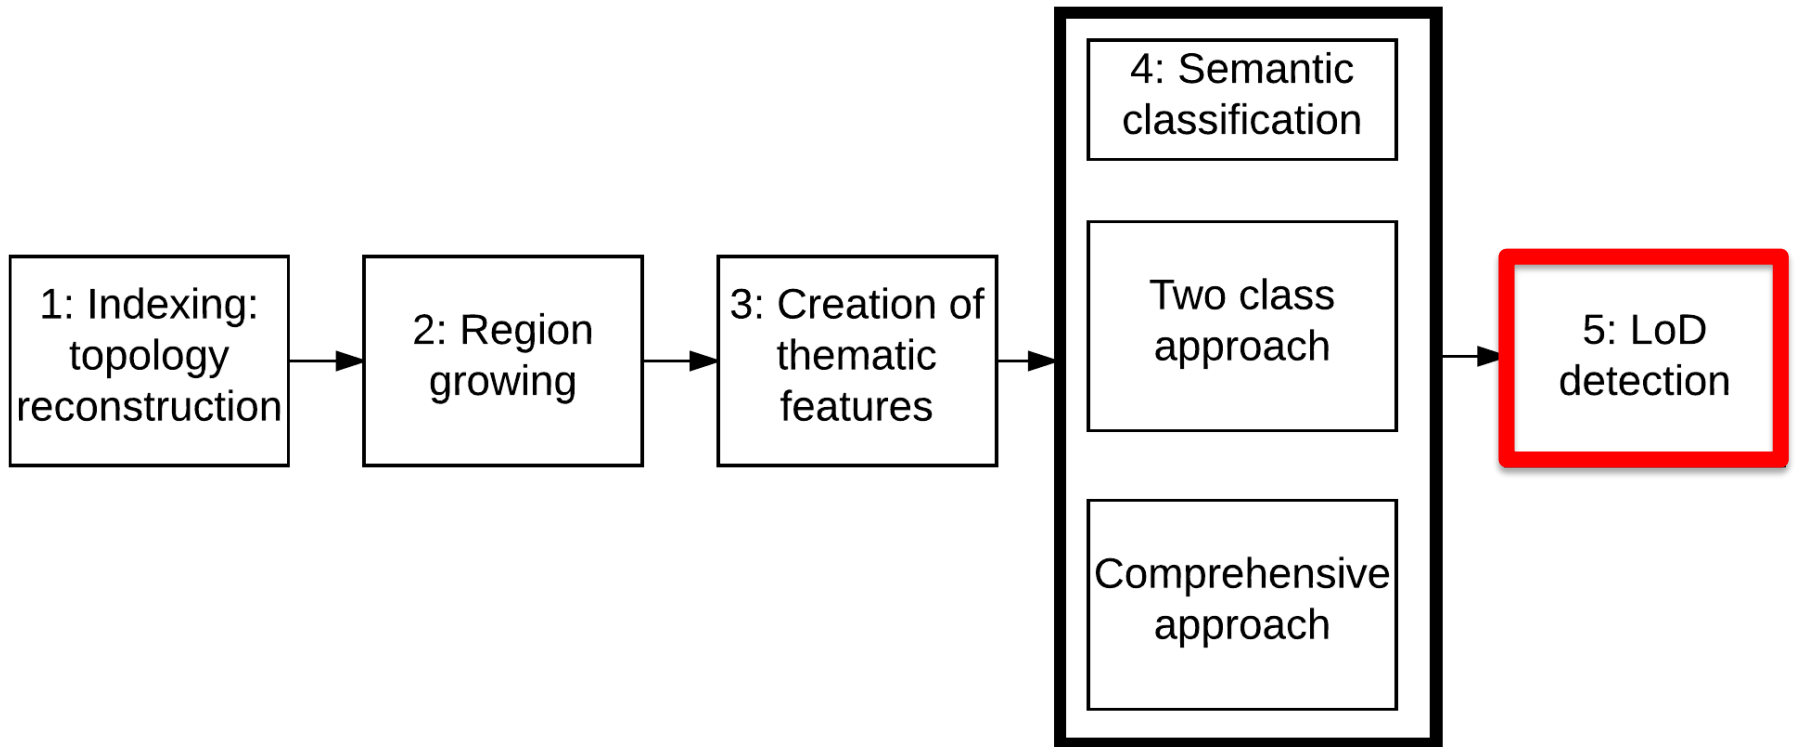 1: Indexing:
topology
reconstruction
2: Region
growing
3: Creation of
thematic
features
4: Semantic
classification
Two class
approach
Comprehensive
approach
5: LoD
detection